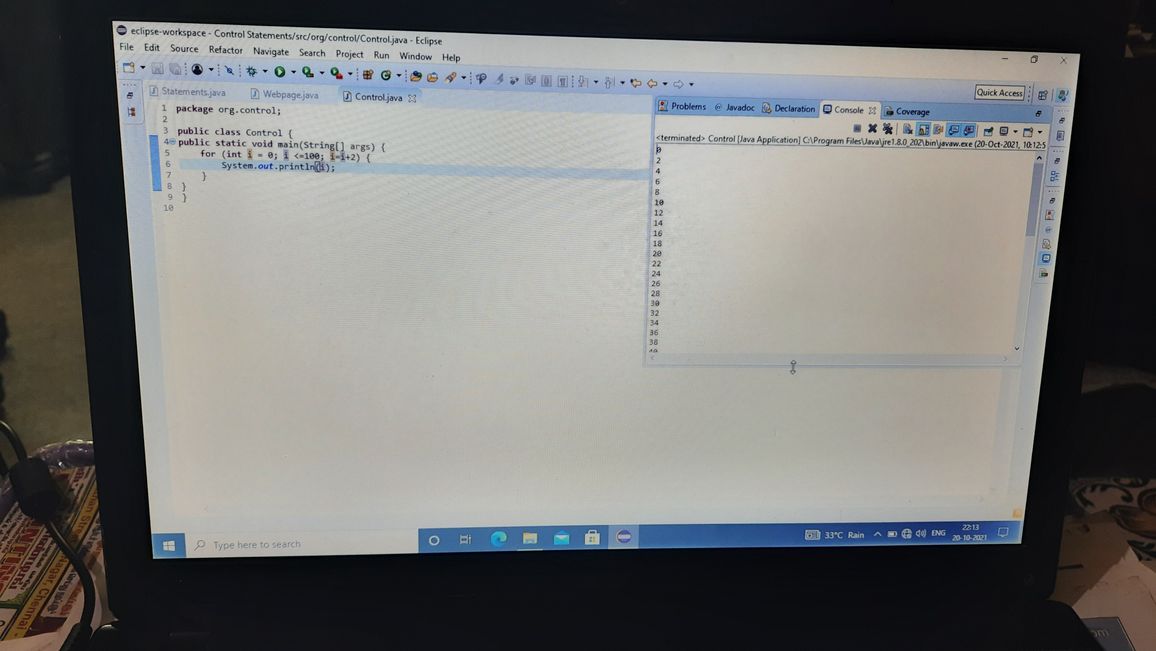 eclipse-workspace - Control Statements/src/org/control/Control.java - Eclipse
File Edit Source Refactor Navigate Search Project Run Window Help
Quick Access
Statements.java Webpage.java Control.java
Problems Javadoc Declaration Console Coverage
<terminated> Control [Java Application] C:\Program Files\Java\jre1.8.0_202\bin\javaw.exe (20-Oct-2021, 10:12:5
1 package org.control;
2
3 public class Control {
4 public static void main(String[] args) {
5 for (int i = 0; i <=100; i=i+2) {
6 System.out.println(i);
7 }
8 }
9 }
10
0
2
4
6
8
10
12
14
16
18
20
22
24
26
28
30
32
34
36
38
40
Type here to search
33°C Rain ENG
22:13
20-10-2021
Chennai -